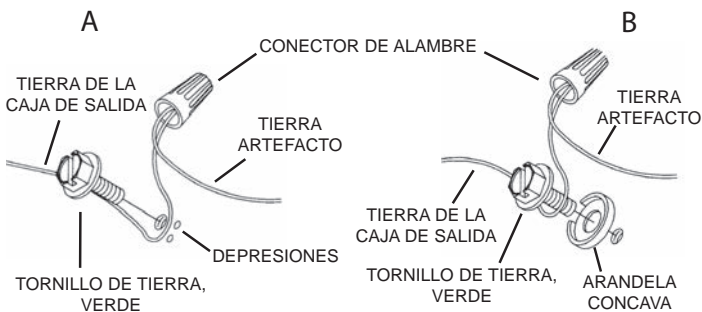 A
B
CONECTOR DE ALAMBRE
TIERRA DE LA
CAJA DE SALIDA
TIERRA
ARTEFACTO
TIERRA
ARTEFACTO
DEPRESIONES
TIERRA DE LA
CAJA DE SALIDA
TORNILLO DE TIERRA,
VERDE
TORNILLO DE TIERRA,
VERDE
ARANDELA
CONCAVA